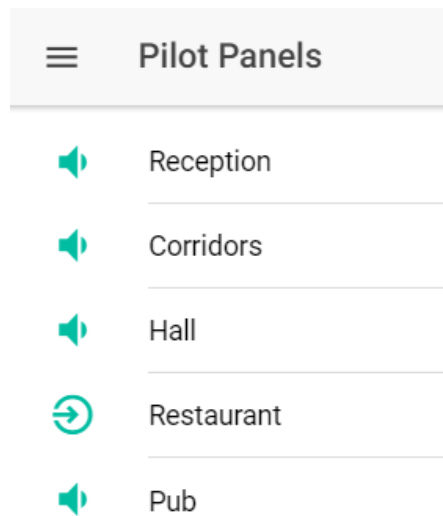 Pilot Panels
Reception
Corridors
Hall
Restaurant
Pub